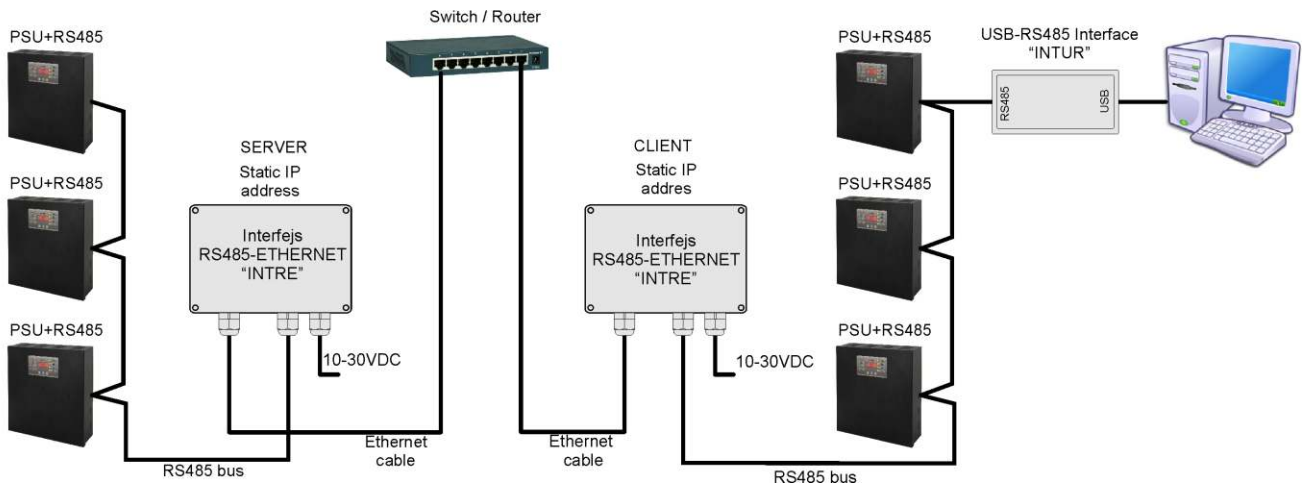 Switch / Router
PSU+RS485
PSU+RS485
USB-RS485 Interface
“INTUR”
RS485
USB
SERVER
Static IP
address
CLIENT
Static IP
addres
PSU+RS485
PSU+RS485
Interfejs
RS485-ETHERNET
“INTRE”
Interfejs
RS485-ETHERNET
“INTRE”
PSU+RS485
PSU+RS485
10-30VDC
10-30VDC
Ethernet
cable
Ethernet
cable
RS485 bus
RS485 bus